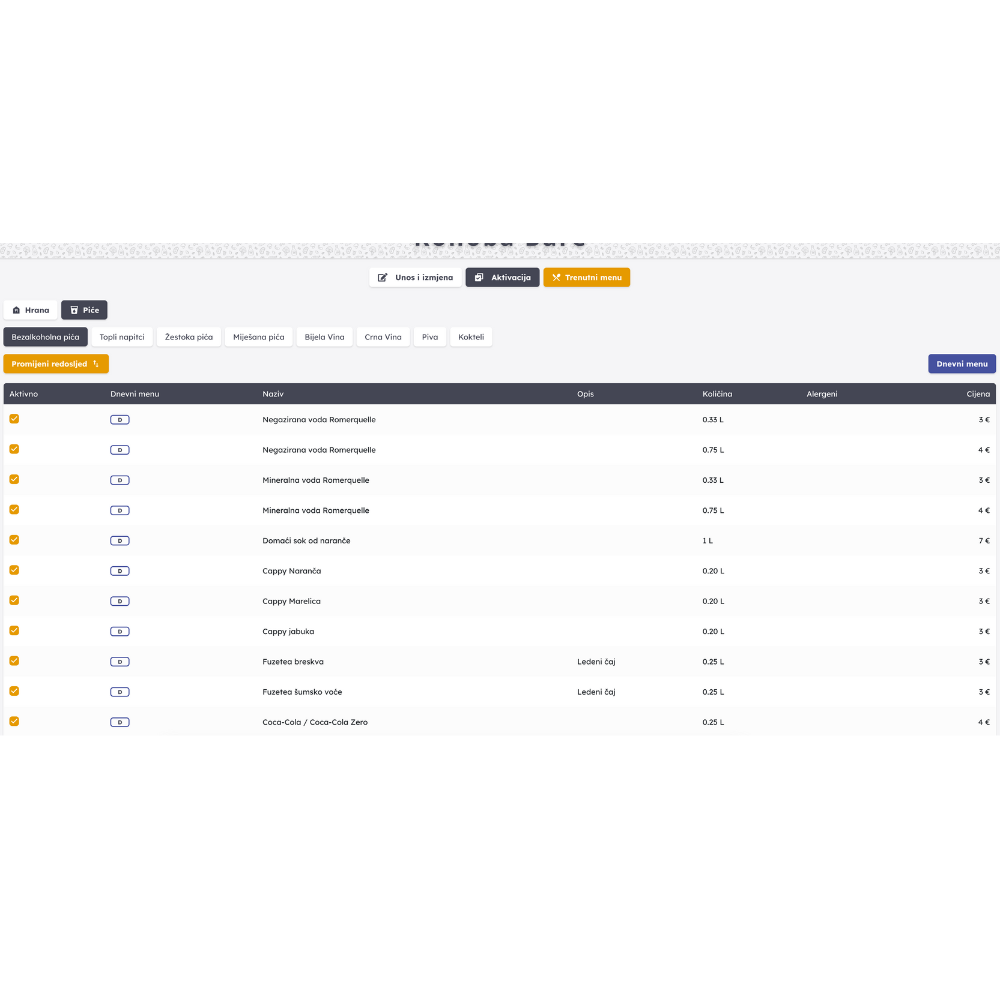 Unos i izmjena Aktivacija Trenutni menu
Hrana Piće
Bezalkoholna pića Topli napitci Žestoka pića Miješana pića Bijela Vina Crna Vina Piva Kokteli
Promijeni redosljed Dnevni menu
Aktivno Dnevni menu Naziv Opis Količina Alergeni Cijena
D Negazirana voda Romerquelle 0.33 L 3 €
D Negazirana voda Romerquelle 0.75 L 4 €
D Mineralna voda Romerquelle 0.33 L 3 €
D Mineralna voda Romerquelle 0.75 L 4 €
D Domaći sok od naranče 1 L 7 €
D Cappy Naranča 0.20 L 3 €
D Cappy Marelica 0.20 L 3 €
D Cappy jabuka 0.20 L 3 €
D Fuzetea breskva Ledeni čaj 0.25 L 3 €
D Fuzetea šumsko voće Ledeni čaj 0.25 L 3 €
D Coca-Cola / Coca-Cola Zero 0.25 L 4 €